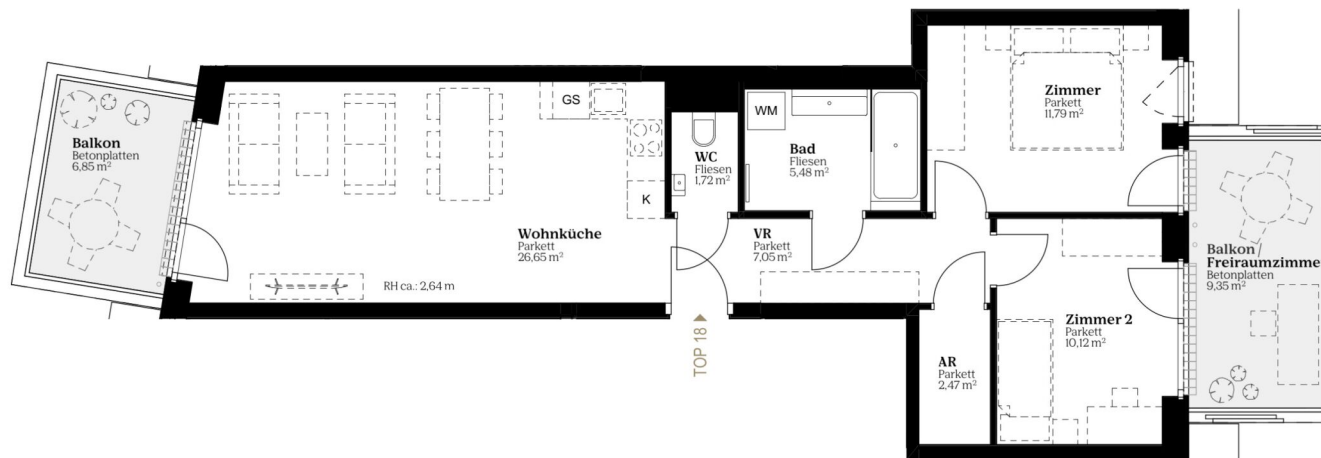 Balkon
Betonplatten
6,85 m²
GS
K
Wohnküche
Parkett
26,65 m²
RH ca.: 2,64 m
WC
Fliesen
1,72 m²
WM
Bad
Fliesen
5,48 m²
VR
Parkett
7,05 m²
TOP 18
Zimmer
Parkett
11,79 m²
Zimmer 2
Parkett
10,12 m²
AR
Parkett
2,47 m²
Balkon
Freiraumzimme
Betonplatten
9,35 m²